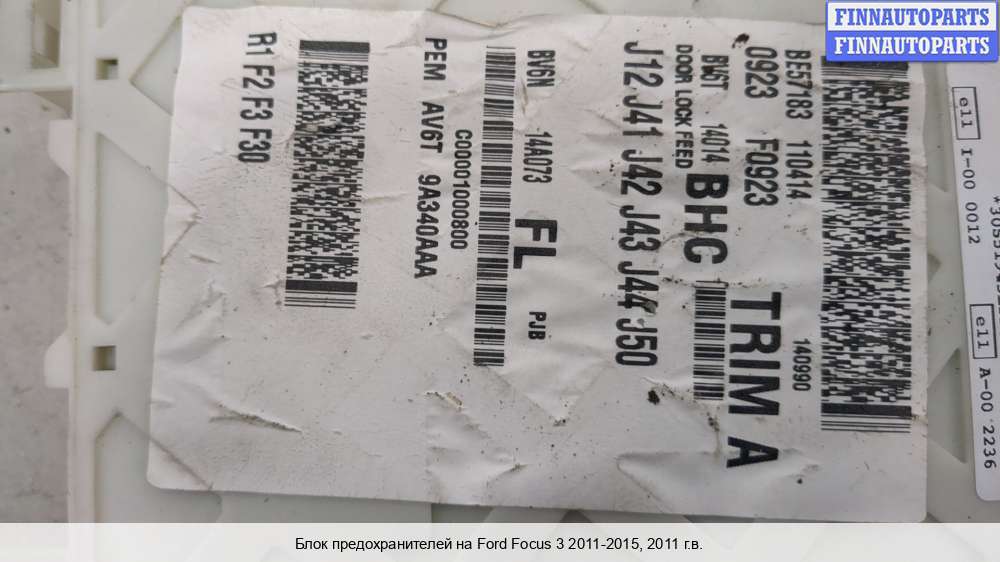 FINNAUTOPARTS
FINNAUTOPARTS
BE57183 110414
0923 F0923
140990
TRIM A
14014
BHC
DOOR LOCK FEED
J12 J41 J42 J43 J44 J50
BV6N 14A073 FL PJB
C00001000800
PEM AV6T 9A340AAA
R1 F2 F3 F30
e11 I-00 0012
e11 A-00 2236
Блок предохранителей на Ford Focus 3 2011-2015, 2011 г.в.